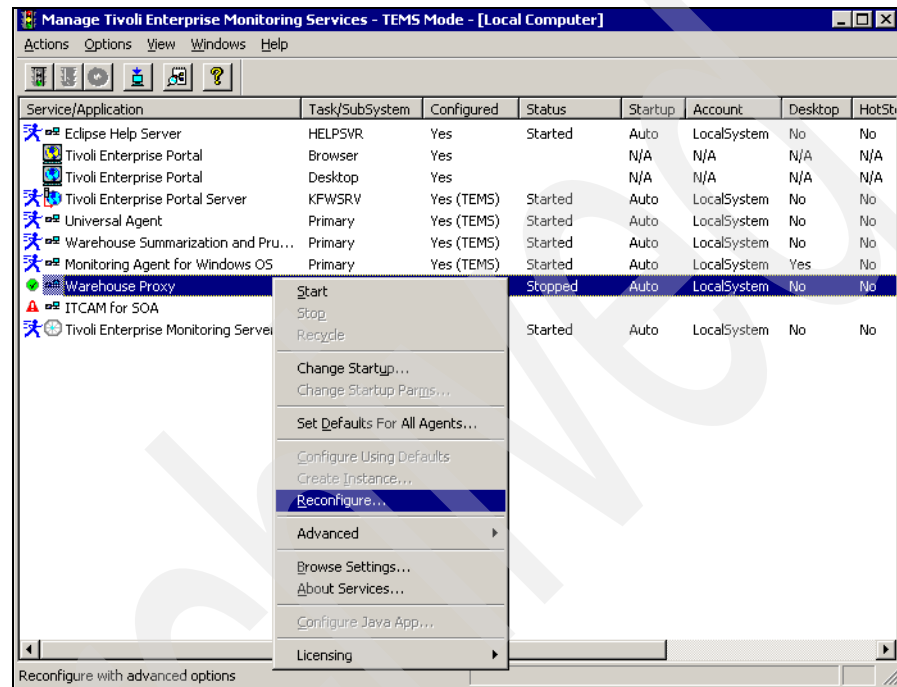 Manage Tivoli Enterprise Monitoring Services - TEMS Mode - [Local Computer]
Actions Options View Windows Help
Service/Application Task/SubSystem Configured Status Startup Account Desktop HotSt
Eclipse Help Server HELPSVR Yes Started Auto LocalSystem No No
Tivoli Enterprise Portal Browser Yes N/A N/A N/A N/A
Tivoli Enterprise Portal Desktop Yes N/A N/A N/A N/A
Tivoli Enterprise Portal Server KFWSRV Yes (TEMS) Started Auto LocalSystem No No
Universal Agent Primary Yes (TEMS) Started Auto LocalSystem No No
Warehouse Summarization and Pru... Primary Yes (TEMS) Started Auto LocalSystem No No
Monitoring Agent for Windows OS Primary Yes (TEMS) Started Auto LocalSystem Yes No
Warehouse Proxy Stopped Auto LocalSystem No No
ITCAM for SOA
Tivoli Enterprise Monitoring Server Started Auto LocalSystem No No
Start
Stop
Recycle
Change Startup...
Change Startup Parms...
Set Defaults For All Agents...
Configure Using Defaults
Create Instance...
Reconfigure...
Advanced
Browse Settings...
About Services...
Configure Java App...
Licensing
Reconfigure with advanced options